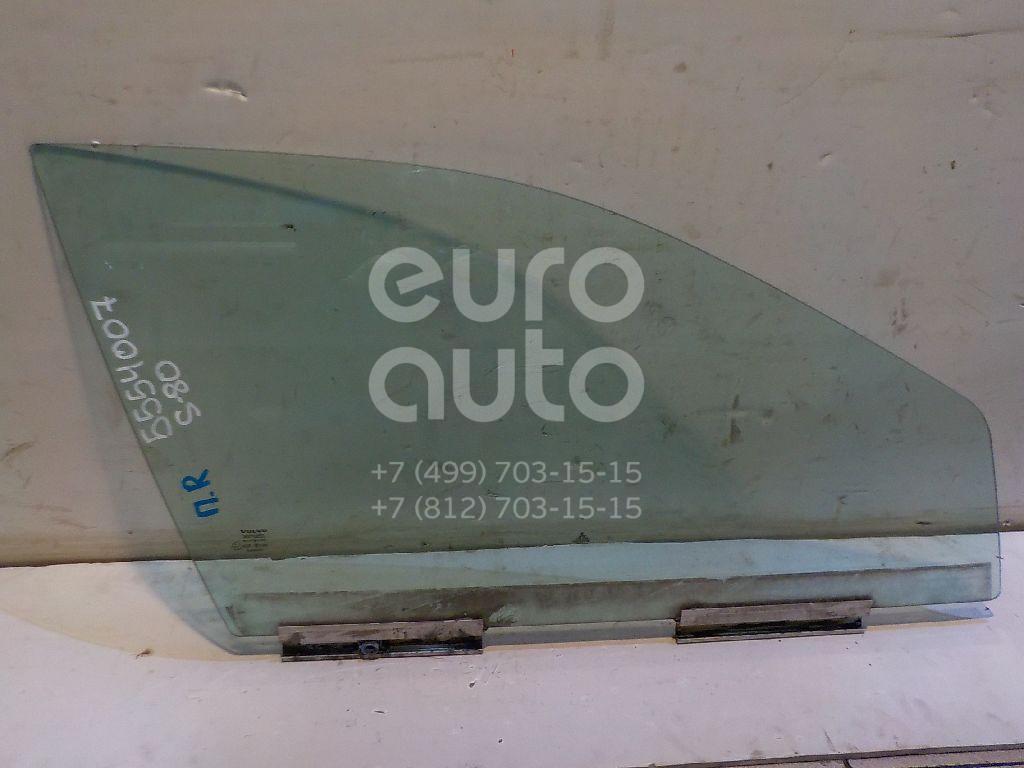 euro
auto
+7 (499) 703-15-15
+7 (812) 703-15-15
5554007
S80
П.R
VOLVO